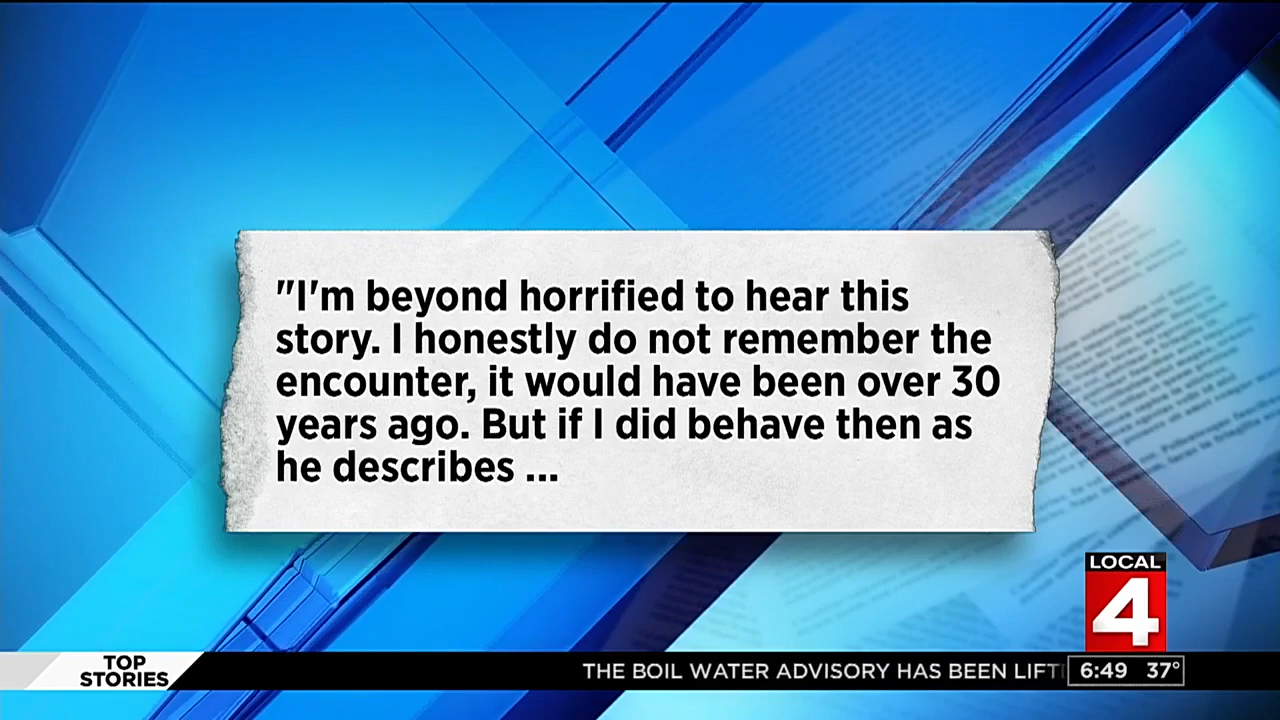 "I'm beyond horrified to hear this
story. I honestly do not remember the
encounter, it would have been over 30
years ago. But if I did behave then as
he describes ...
LOCAL
4
TOP
STORIES
THE BOIL WATER ADVISORY HAS BEEN
6:49 37°